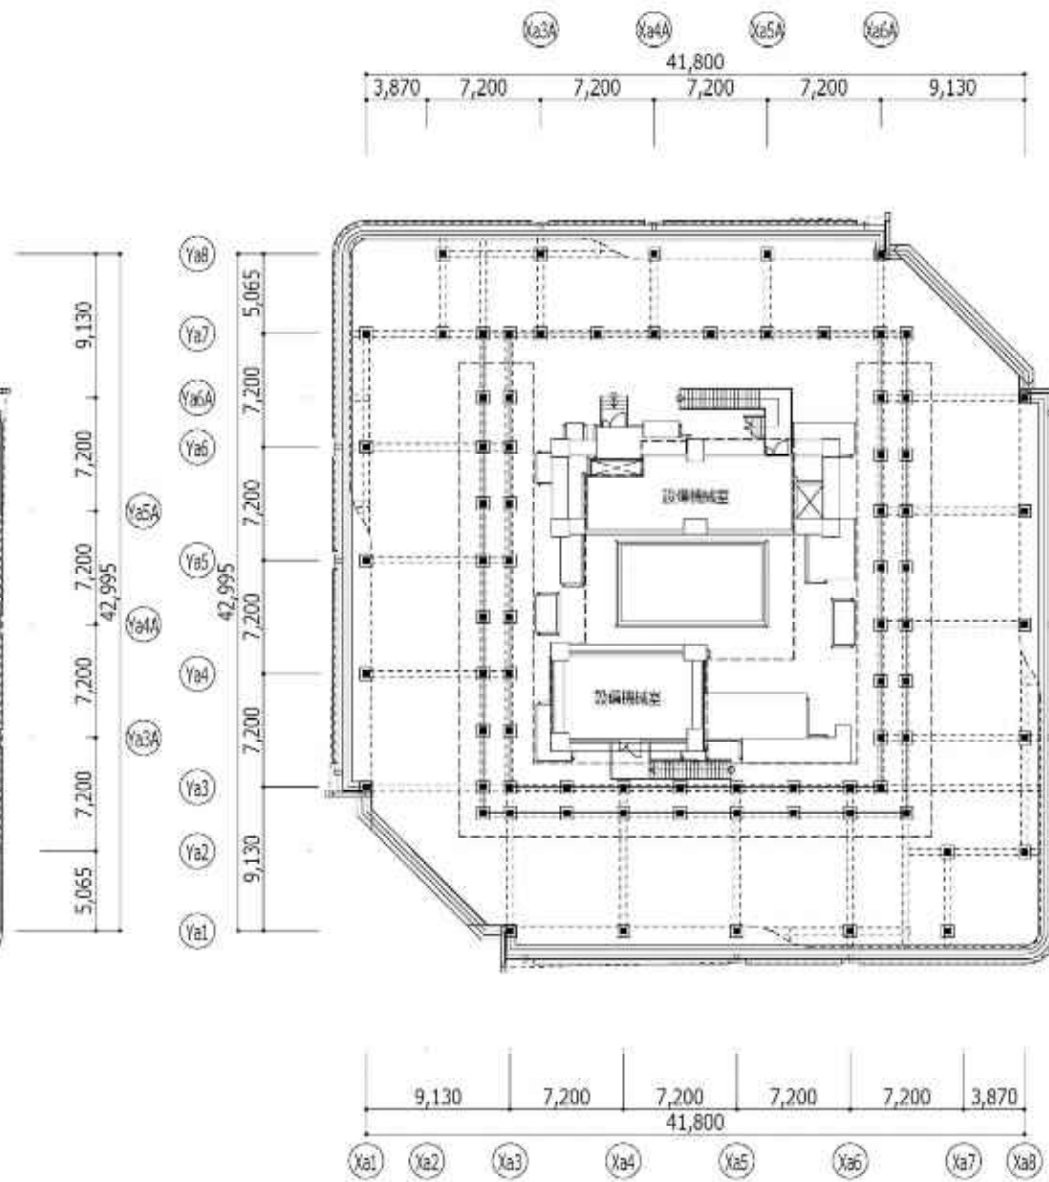 Xa3A Xa4A Xa5A Xa6A
41,800
3,870 7,200 7,200 7,200 7,200 9,130
Ya8
Ya7
Ya6A
Ya6
Ya5A
Ya5
Ya4A
Ya4
Ya3A
Ya3
Ya2
Ya1
9,130
7,200
7,200
7,200
7,200
5,065
42,995
5,065
7,200
7,200
7,200
7,200
9,130
42,995
設備機械室
設備機械室
9,130 7,200 7,200 7,200 7,200 3,870
41,800
Xa1 Xa2 Xa3 Xa4 Xa5 Xa6 Xa7 Xa8